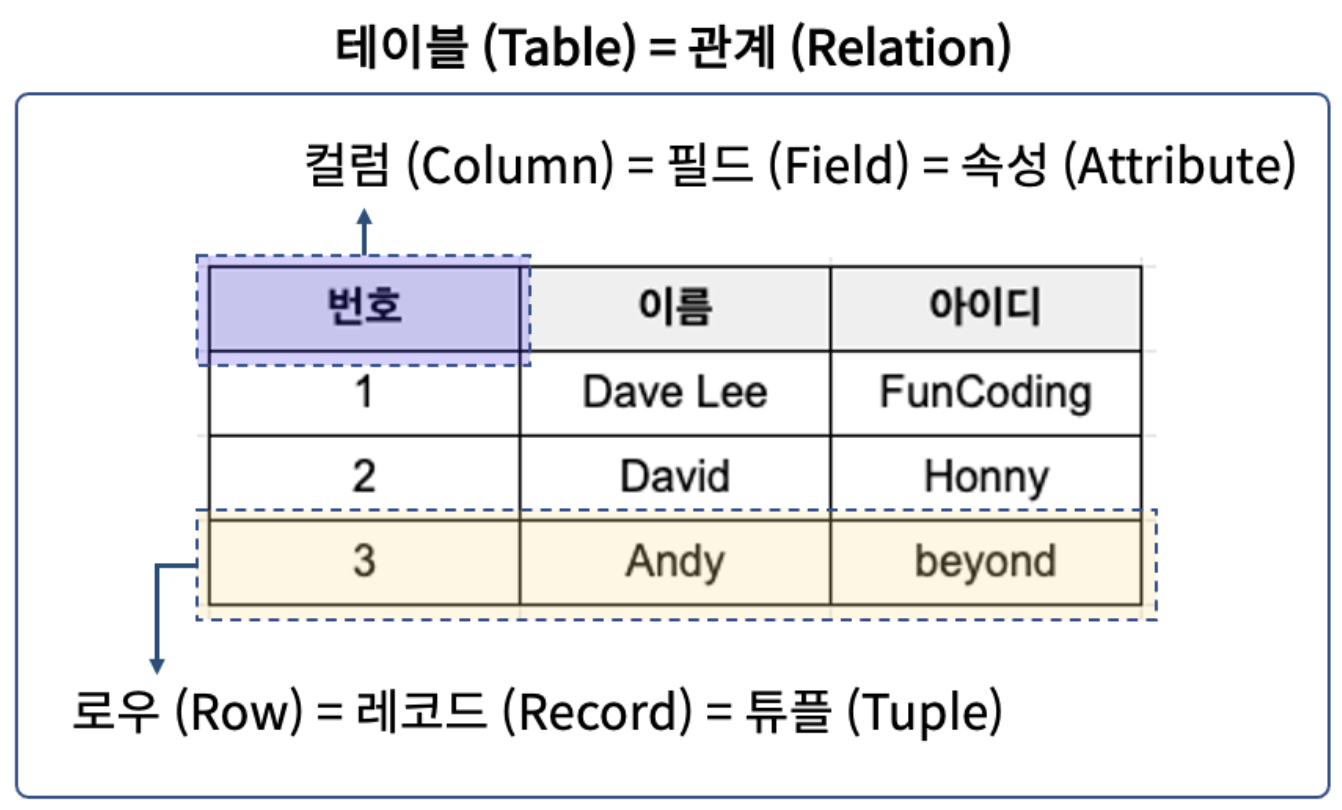 테이블 (Table) = 관계 (Relation)
컬럼 (Column) = 필드 (Field) = 속성 (Attribute)
번호 이름 아이디
1 Dave Lee FunCoding
2 David Honny
3 Andy beyond
로우 (Row) = 레코드 (Record) = 튜플 (Tuple)